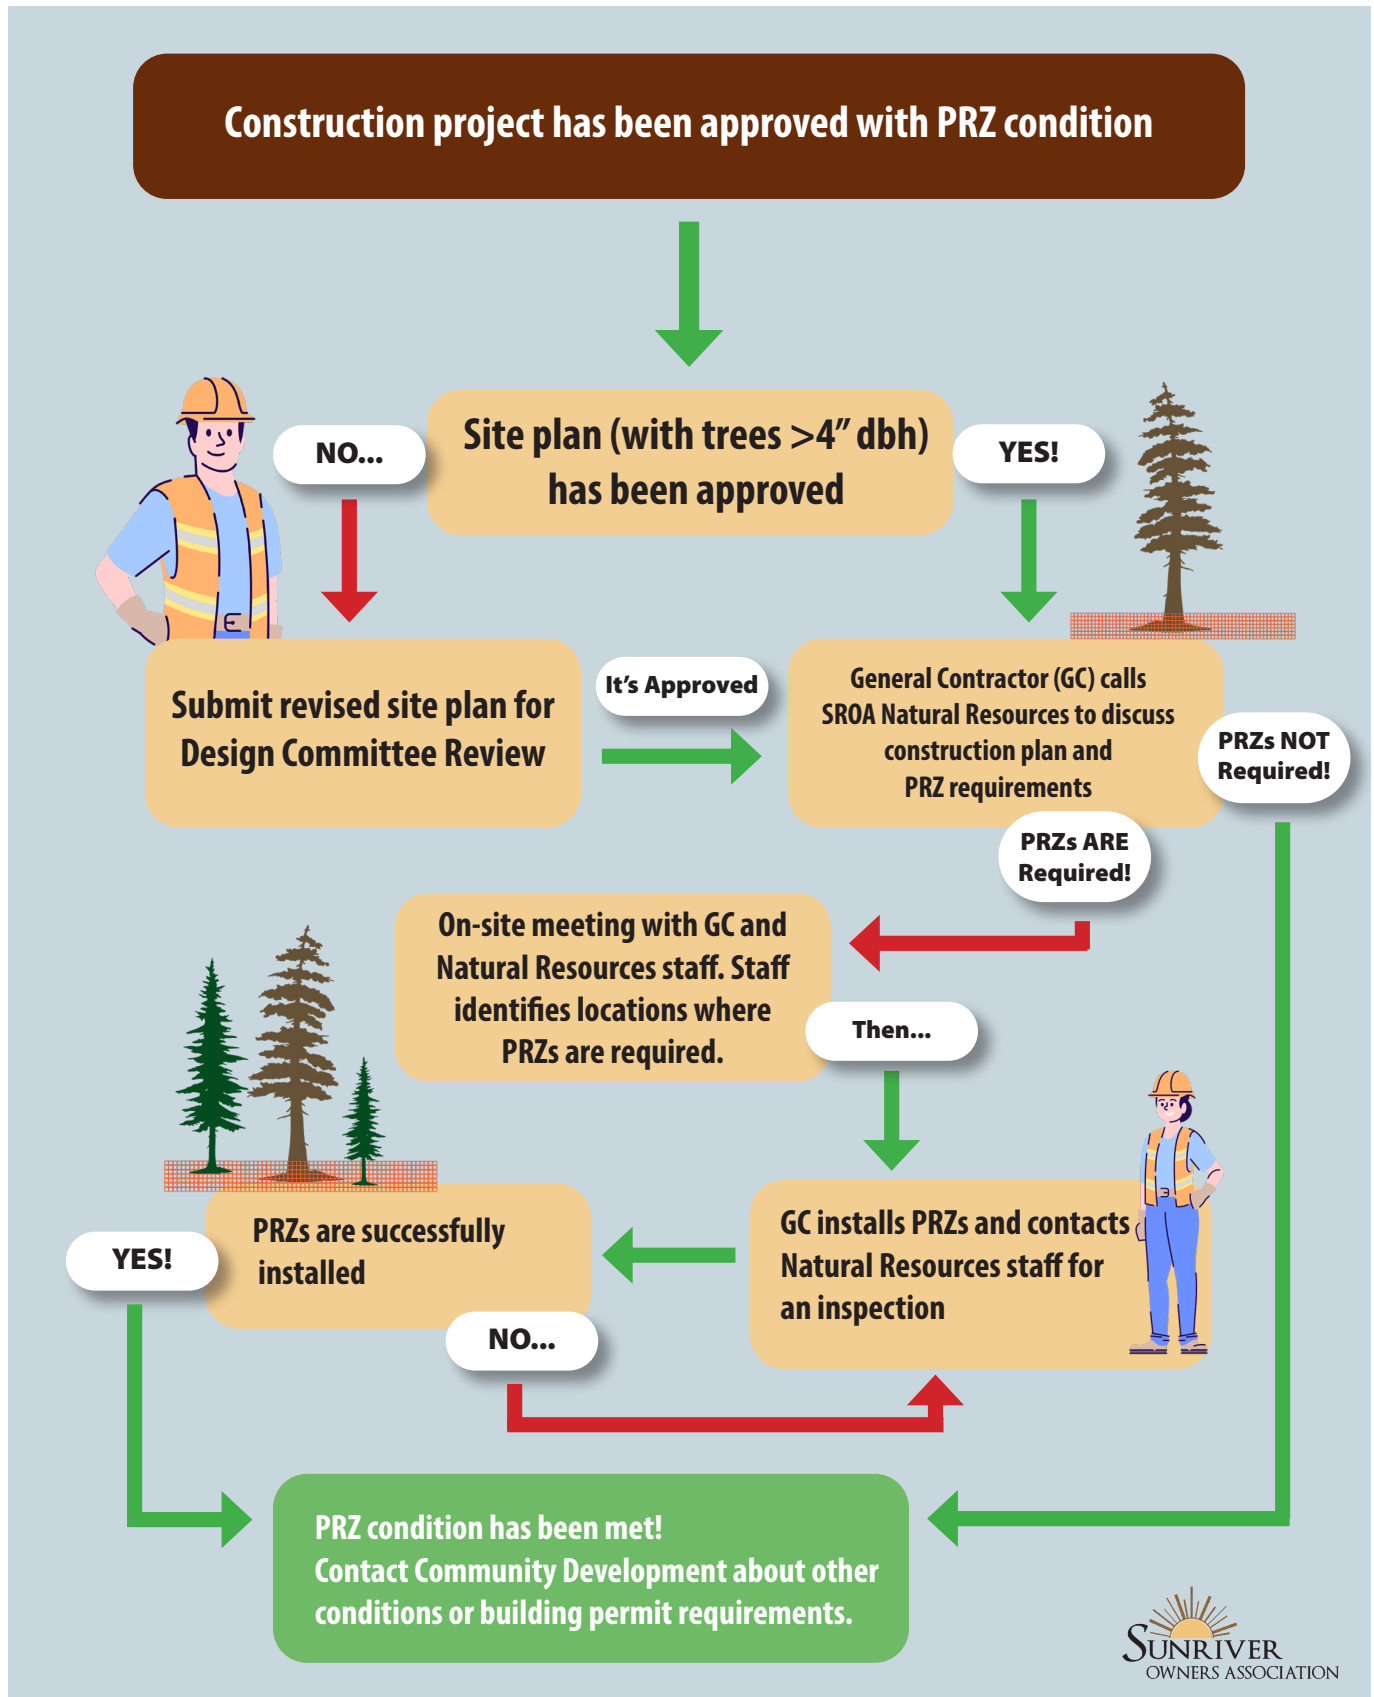 Construction project has been approved with PRZ condition
Site plan (with trees >4” dbh)
has been approved
NO...
YES!
Submit revised site plan for
Design Committee Review
It’s Approved
General Contractor (GC) calls
SROA Natural Resources to discuss
construction plan and
PRZ requirements
PRZs NOT
Required!
PRZs ARE
Required!
On-site meeting with GC and
Natural Resources staff. Staff
identifies locations where
PRZs are required.
Then...
GC installs PRZs and contacts
Natural Resources staff for
an inspection
PRZs are successfully
installed
YES!
NO...
PRZ condition has been met!
Contact Community Development about other
conditions or building permit requirements.
SUNRIVER
OWNERS ASSOCIATION